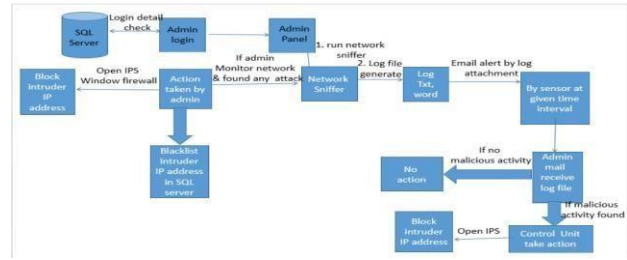 Login detail
check
SQL
Server
Admin
login
Admin
Panel
1. run network
sniffer
If admin
Monitor network
& found any attack
2. Log file
generate
Email alert by log
attachment
Open IPS
Window firewall
Block
Intruder
IP
address
Action
taken by
admin
Network
Sniffer
Log
Txt, word
By sensor at
given time
interval
Blacklist Intruder
IP address
In SQL
server
If no
malicious activity
No
action
Admin
mail
receive
log file
If malicious
activity found
Block
Intruder
IP address
Open IPS
Control Unit
take action